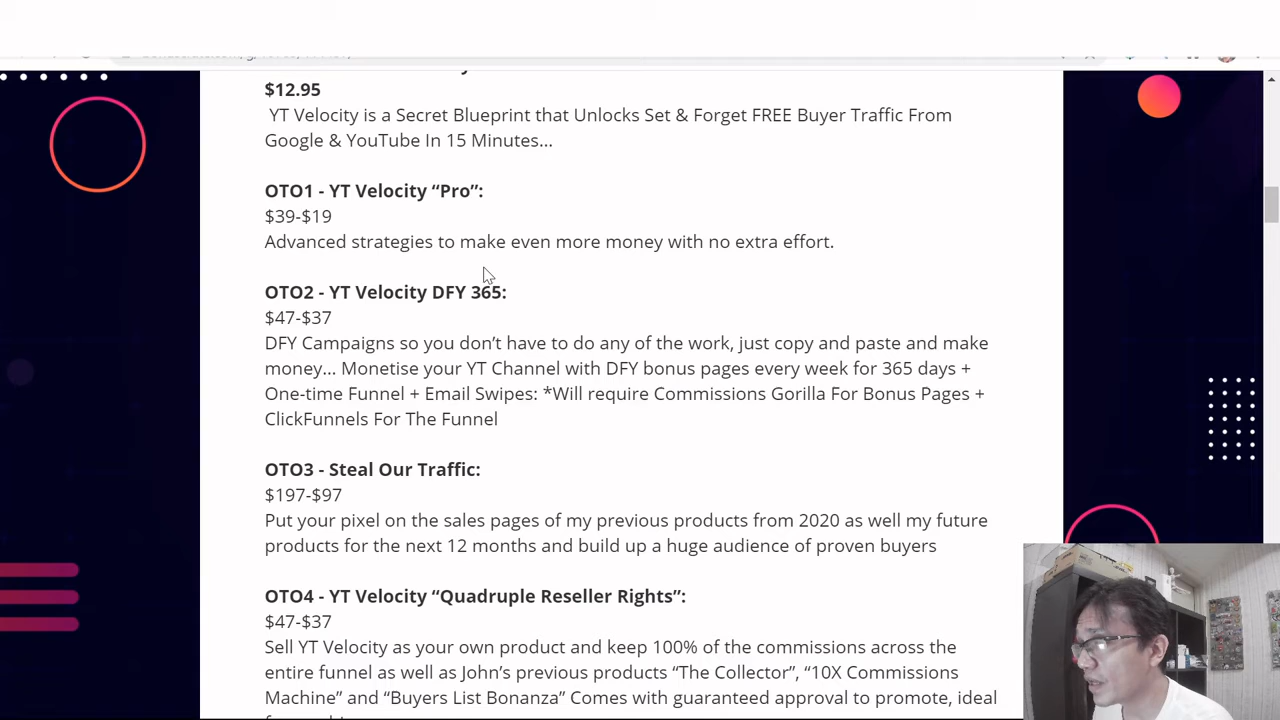 $12.95
YT Velocity is a Secret Blueprint that Unlocks Set & Forget FREE Buyer Traffic From
Google & YouTube In 15 Minutes...
OTO1 - YT Velocity “Pro”:
$39-$19
Advanced strategies to make even more money with no extra effort.
OTO2 - YT Velocity DFY 365:
$47-$37
DFY Campaigns so you don’t have to do any of the work, just copy and paste and make
money... Monetise your YT Channel with DFY bonus pages every week for 365 days +
One-time Funnel + Email Swipes: *Will require Commissions Gorilla For Bonus Pages +
ClickFunnels For The Funnel
OTO3 - Steal Our Traffic:
$197-$97
Put your pixel on the sales pages of my previous products from 2020 as well my future
products for the next 12 months and build up a huge audience of proven buyers
OTO4 - YT Velocity “Quadruple Reseller Rights”:
$47-$37
Sell YT Velocity as your own product and keep 100% of the commissions across the
entire funnel as well as John’s previous products “The Collector”, “10X Commissions
Machine” and “Buyers List Bonanza” Comes with guaranteed approval to promote, ideal